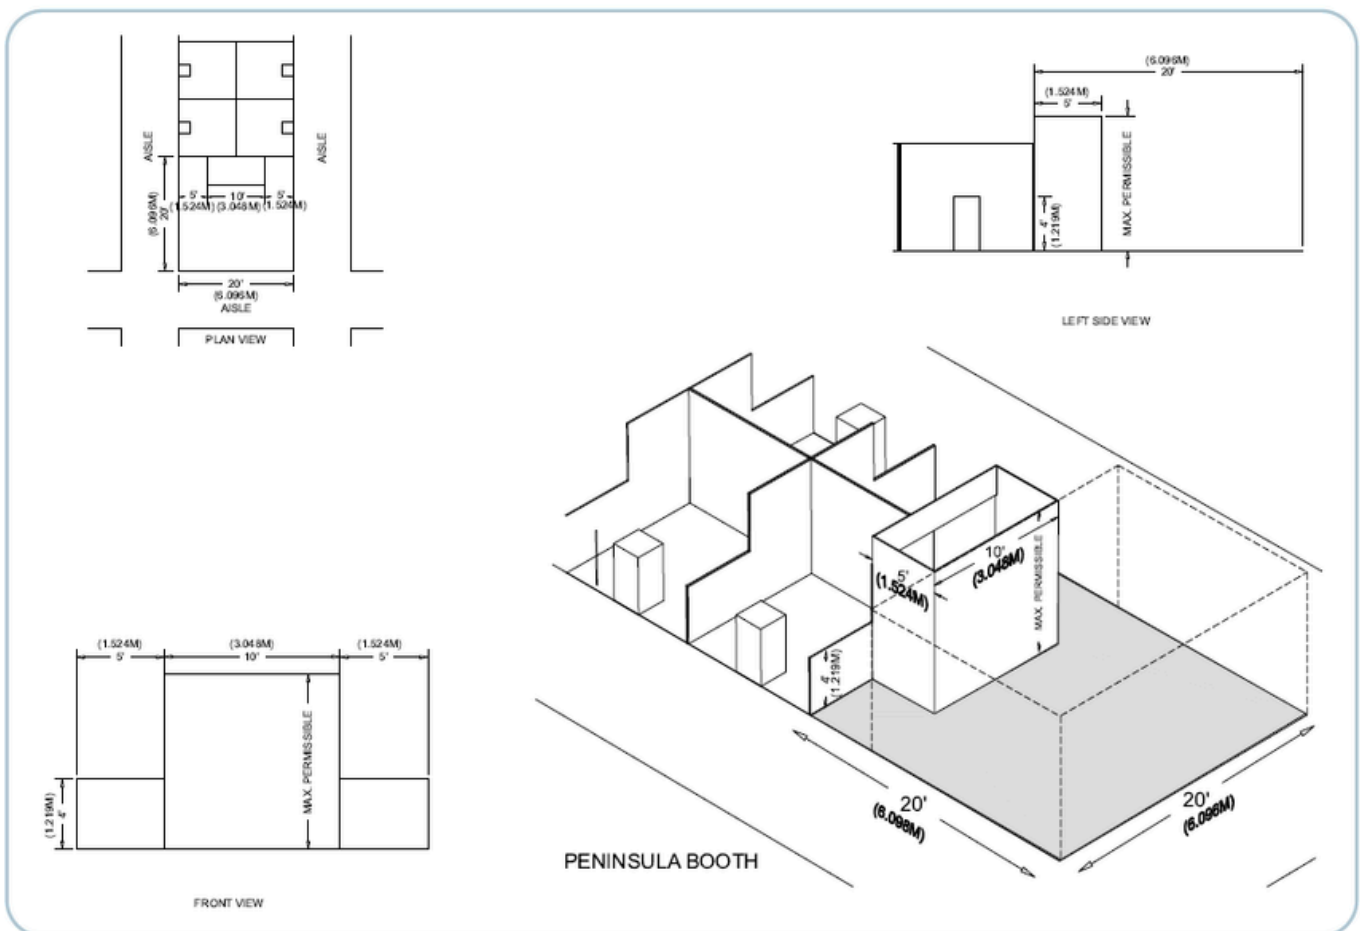 AISLE
AISLE
5' 10' 5'
(1.524M) (3.048M) (1.524M)
(6.096M)
20'
20'
(6.096M)
AISLE
PLAN VIEW
(6.096M)
20'
(1.524M)
5'
MAX. PERMISSIBLE
4'
(1.219M)
LEFT SIDE VIEW
(1.524M) (3.048M) (1.524M)
5' 10' 5'
MAX. PERMISSIBLE
(1.219M)
4'
FRONT VIEW
5'
(1.524M)
10'
(3.048M)
MAX. PERMISSIBLE
4'
(1.219M)
20'
(6.098M)
20'
(6.096M)
PENINSULA BOOTH